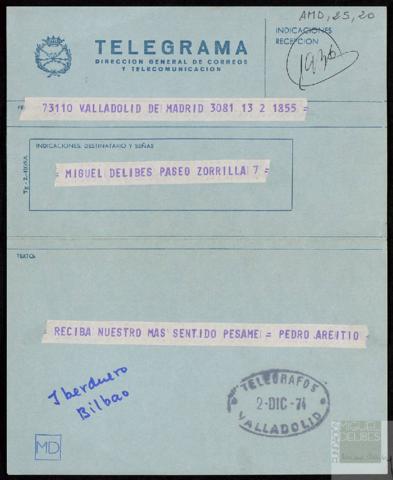 AMD, 25, 20
TELEGRAMA
DIRECCION GENERAL DE CORREOS
Y TELECOMUNICACION
INDICACIONES
RECEPCION
1936
73110 VALLADOLID DE MADRID 3081 13 2 1855 =
INDICACIONES: DESTINATARIO Y SEÑAS
= MIGUEL DELIBES PASEO ZORRILLA 7 =
TEXTO:
RECIBA NUESTRO MAS SENTIDO PESAME = PEDRO AREITIO
Iberduero
Bilbao
TELEGRAFOS
2-DIC-74
VALLADOLID
MD
MIGUEL
DELIBES